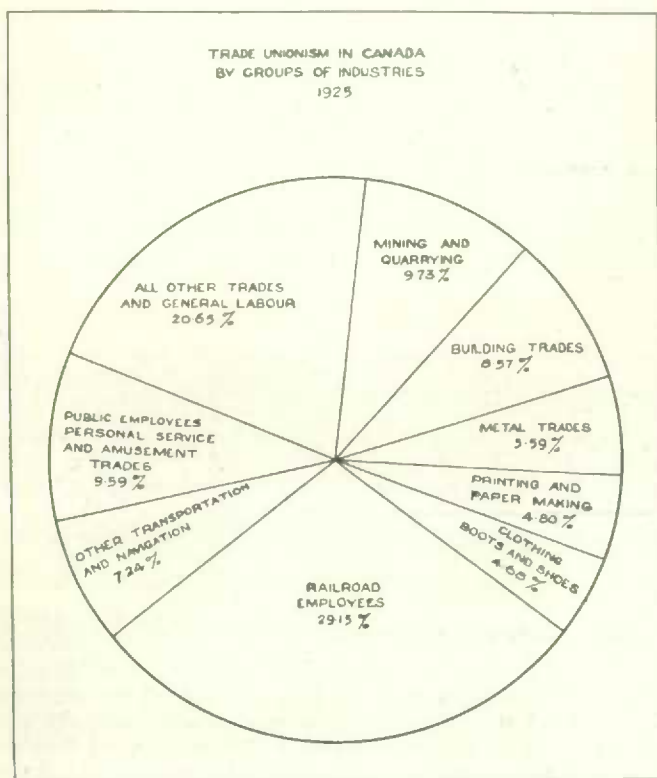 TRADE UNIONISM IN CANADA
BY GROUPS OF INDUSTRIES
1925
MINING AND
QUARRYING
9.73%
BUILDING TRADES
8.57%
METAL TRADES
5.59%
PRINTING AND
PAPER MAKING
4.80%
CLOTHING
BOOTS AND SHOES
4.68%
RAILROAD
EMPLOYEES
29.15%
OTHER TRANSPORTATION
AND NAVIGATION
7.24%
PUBLIC EMPLOYEES
PERSONAL SERVICE
AND AMUSEMENT
TRADES
9.59%
ALL OTHER TRADES
AND GENERAL LABOUR
20.65%